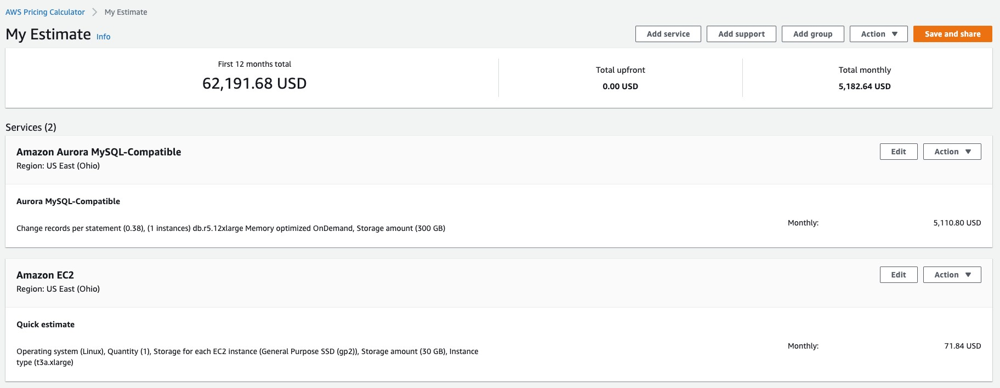 AWS Pricing Calculator > My Estimate
My Estimate Info
Add service
Add support
Add group
Action ▼
Save and share
First 12 months total
62,191.68 USD
Total upfront
0.00 USD
Total monthly
5,182.64 USD
Services (2)
Amazon Aurora MySQL-Compatible
Region: US East (Ohio)
Edit
Action ▼
Aurora MySQL-Compatible
Change records per statement (0.38), (1 instances) db.r5.12xlarge Memory optimized OnDemand, Storage amount (300 GB)
Monthly: 5,110.80 USD
Amazon EC2
Region: US East (Ohio)
Edit
Action ▼
Quick estimate
Operating system (Linux), Quantity (1), Storage for each EC2 instance (General Purpose SSD (gp2)), Storage amount (30 GB), Instance
type (t3a.xlarge)
Monthly: 71.84 USD